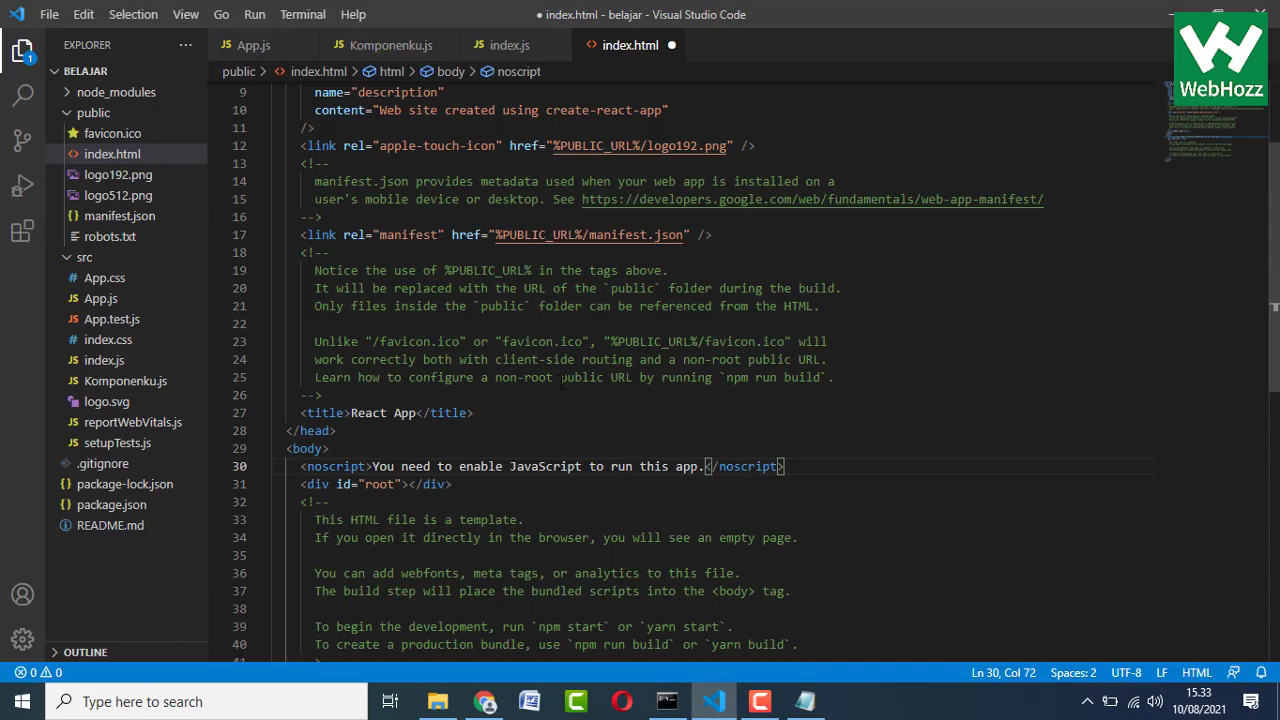 File Edit Selection View Go Run Terminal Help
● index.html - belajar - Visual Studio Code
WebHozz
EXPLORER
BELAJAR
node_modules
public
favicon.ico
index.html
logo192.png
logo512.png
manifest.json
robots.txt
src
App.css
App.js
App.test.js
index.css
index.js
Komponenku.js
logo.svg
reportWebVitals.js
setupTests.js
.gitignore
package-lock.json
package.json
README.md
OUTLINE
App.js Komponenku.js index.js index.html
public > index.html > html > body > noscript
9 name="description"
10 content="Web site created using create-react-app"
11 />
12 <link rel="apple-touch-icon" href="%PUBLIC_URL%/logo192.png" />
13 <!--
14 manifest.json provides metadata used when your web app is installed on a
15 user's mobile device or desktop. See https://developers.google.com/web/fundamentals/web-app-manifest/
16 -->
17 <link rel="manifest" href="%PUBLIC_URL%/manifest.json" />
18 <!--
19 Notice the use of %PUBLIC_URL% in the tags above.
20 It will be replaced with the URL of the `public` folder during the build.
21 Only files inside the `public` folder can be referenced from the HTML.
22
23 Unlike "/favicon.ico" or "favicon.ico", "%PUBLIC_URL%/favicon.ico" will
24 work correctly both with client-side routing and a non-root public URL.
25 Learn how to configure a non-root public URL by running `npm run build`.
26 -->
27 <title>React App</title>
28 </head>
29 <body>
30 <noscript>You need to enable JavaScript to run this app.</noscript>
31 <div id="root"></div>
32 <!--
33 This HTML file is a template.
34 If you open it directly in the browser, you will see an empty page.
35
36 You can add webfonts, meta tags, or analytics to this file.
37 The build step will place the bundled scripts into the <body> tag.
38
39 To begin the development, run `npm start` or `yarn start`.
40 To create a production bundle, use `npm run build` or `yarn build`.
0 0 Ln 30, Col 72 Spaces: 2 UTF-8 LF HTML
Type here to search
15.33
10/08/2021